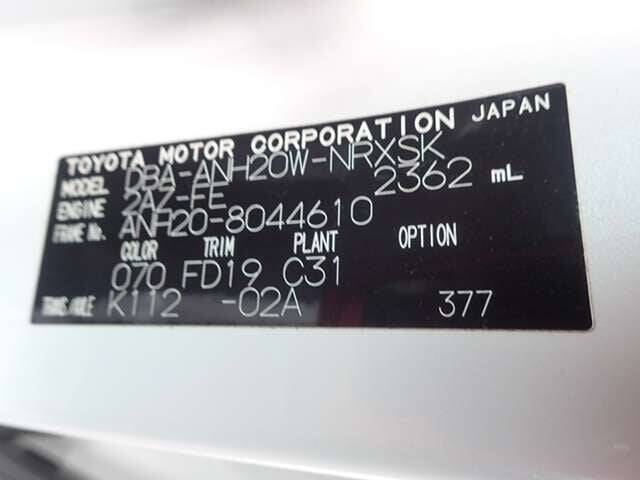 TOYOTA MOTOR CORPORATION JAPAN
MODEL DBA-ANH20W-NRXSK
ENGINE 2AZ-FE 2362 mL
FRAME No. ANH20-8044610
COLOR TRIM PLANT OPTION
070 FD19 C31
TRANS/AXLE K112 -02A 377